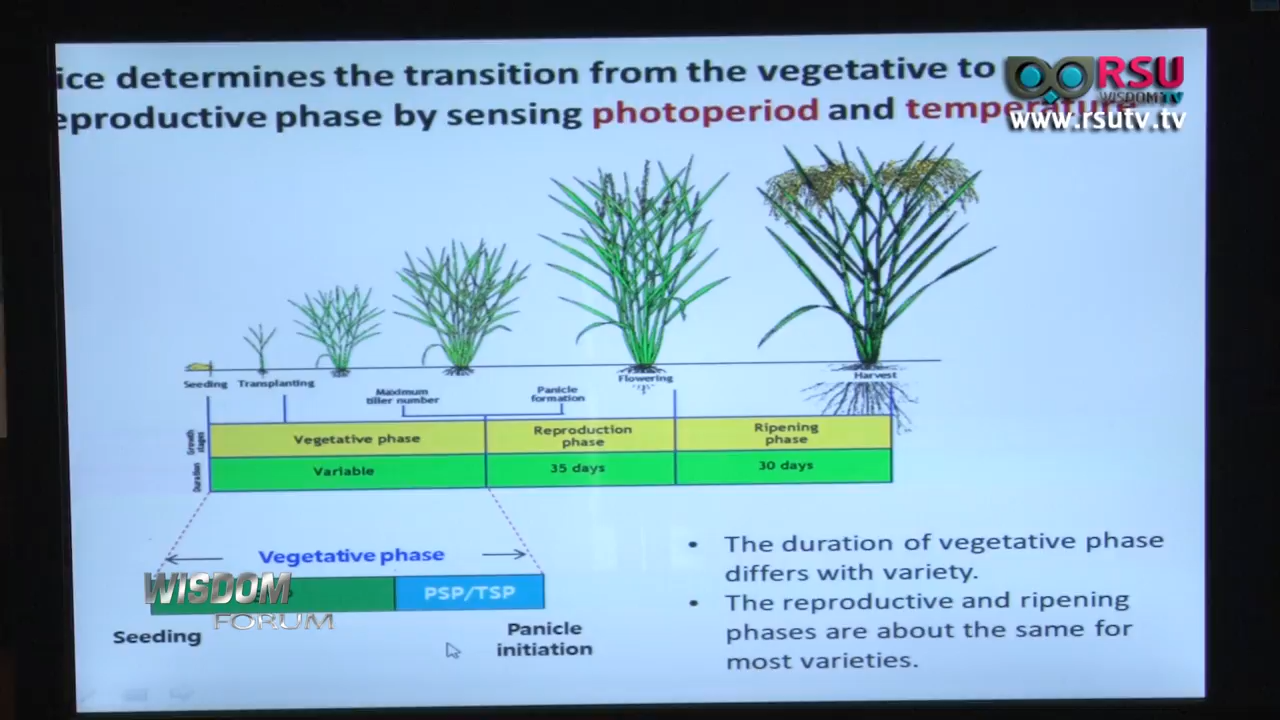 ice determines the transition from the vegetative to
eproductive phase by sensing photoperiod and temperature
RSU
WISDOM TV
www.rsutv.tv
Seeding
Transplanting
Maximum
tiller number
Panicle
formation
Flowering
Harvest
Growth
stages
Vegetative phase
Reproduction
phase
Ripening
phase
Duration
Variable
35 days
30 days
Vegetative phase
PSP/TSP
Seeding
Panicle
initiation
WISDOM
FORUM
• The duration of vegetative phase
differs with variety.
• The reproductive and ripening
phases are about the same for
most varieties.